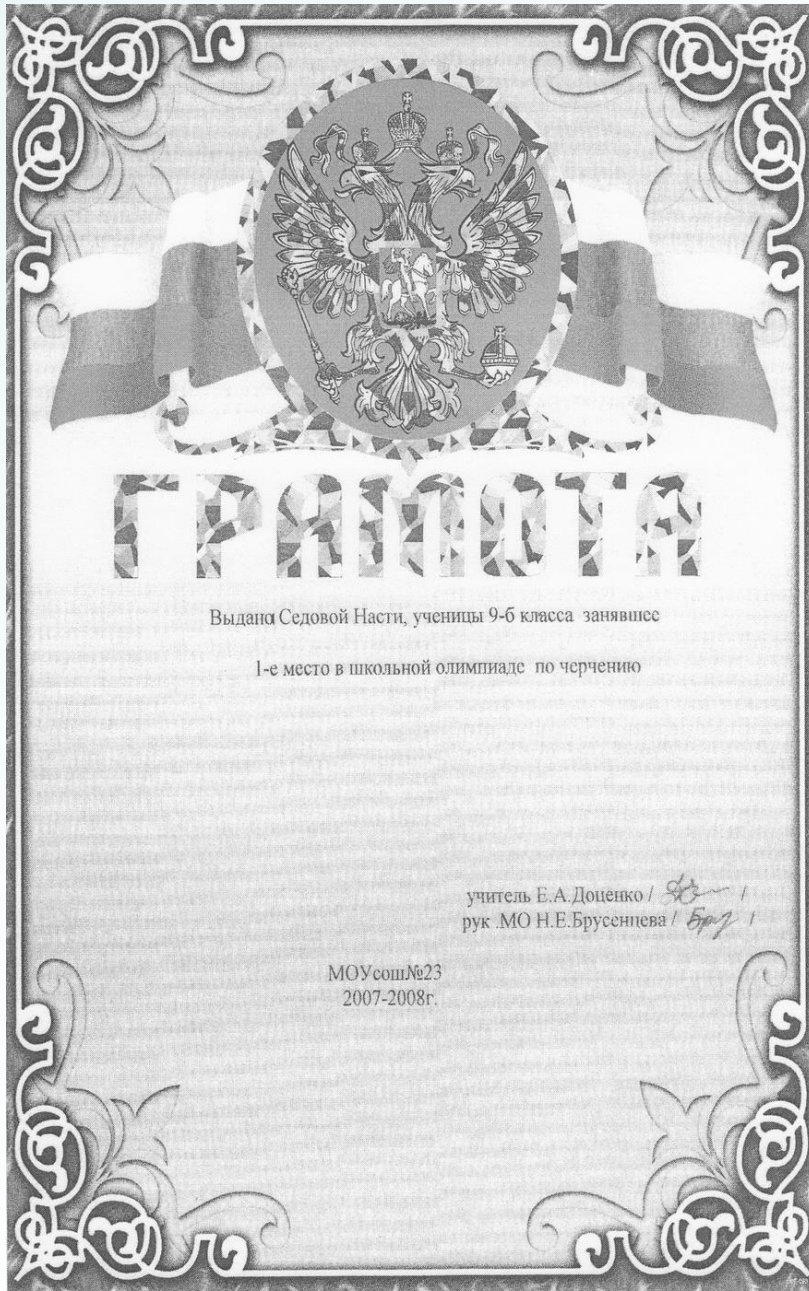 ГРАМОТА
Выдано Седовой Насти, ученицы 9-б класса занявшее
1-е место в школьной олимпиаде по черчению
учитель Е.А.Доценко / /
рук .МО Н.Е.Брусенцева / /
МОУсош№23
2007-2008г.